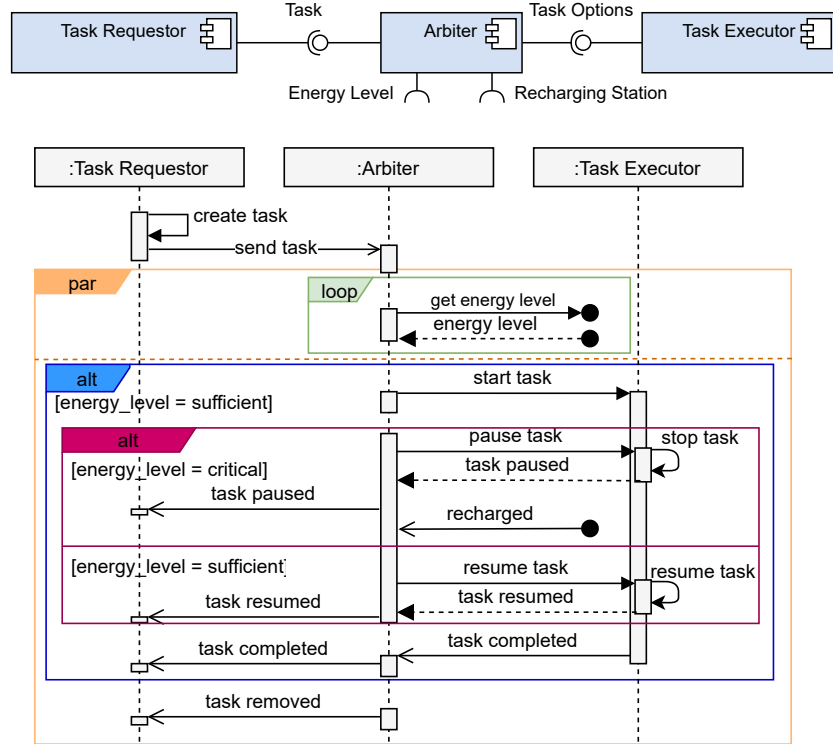 Task Requestor
Task
Arbiter
Task Options
Task Executor
Energy Level
Recharging Station
:Task Requestor
:Arbiter
:Task Executor
create task
send task
par
loop
get energy level
energy level
alt
start task
[energy_level = sufficient]
alt
pause task
stop task
[energy_level = critical]
task paused
task paused
recharged
[energy_level = sufficient]
resume task
resume task
task resumed
task resumed
task completed
task completed
task removed